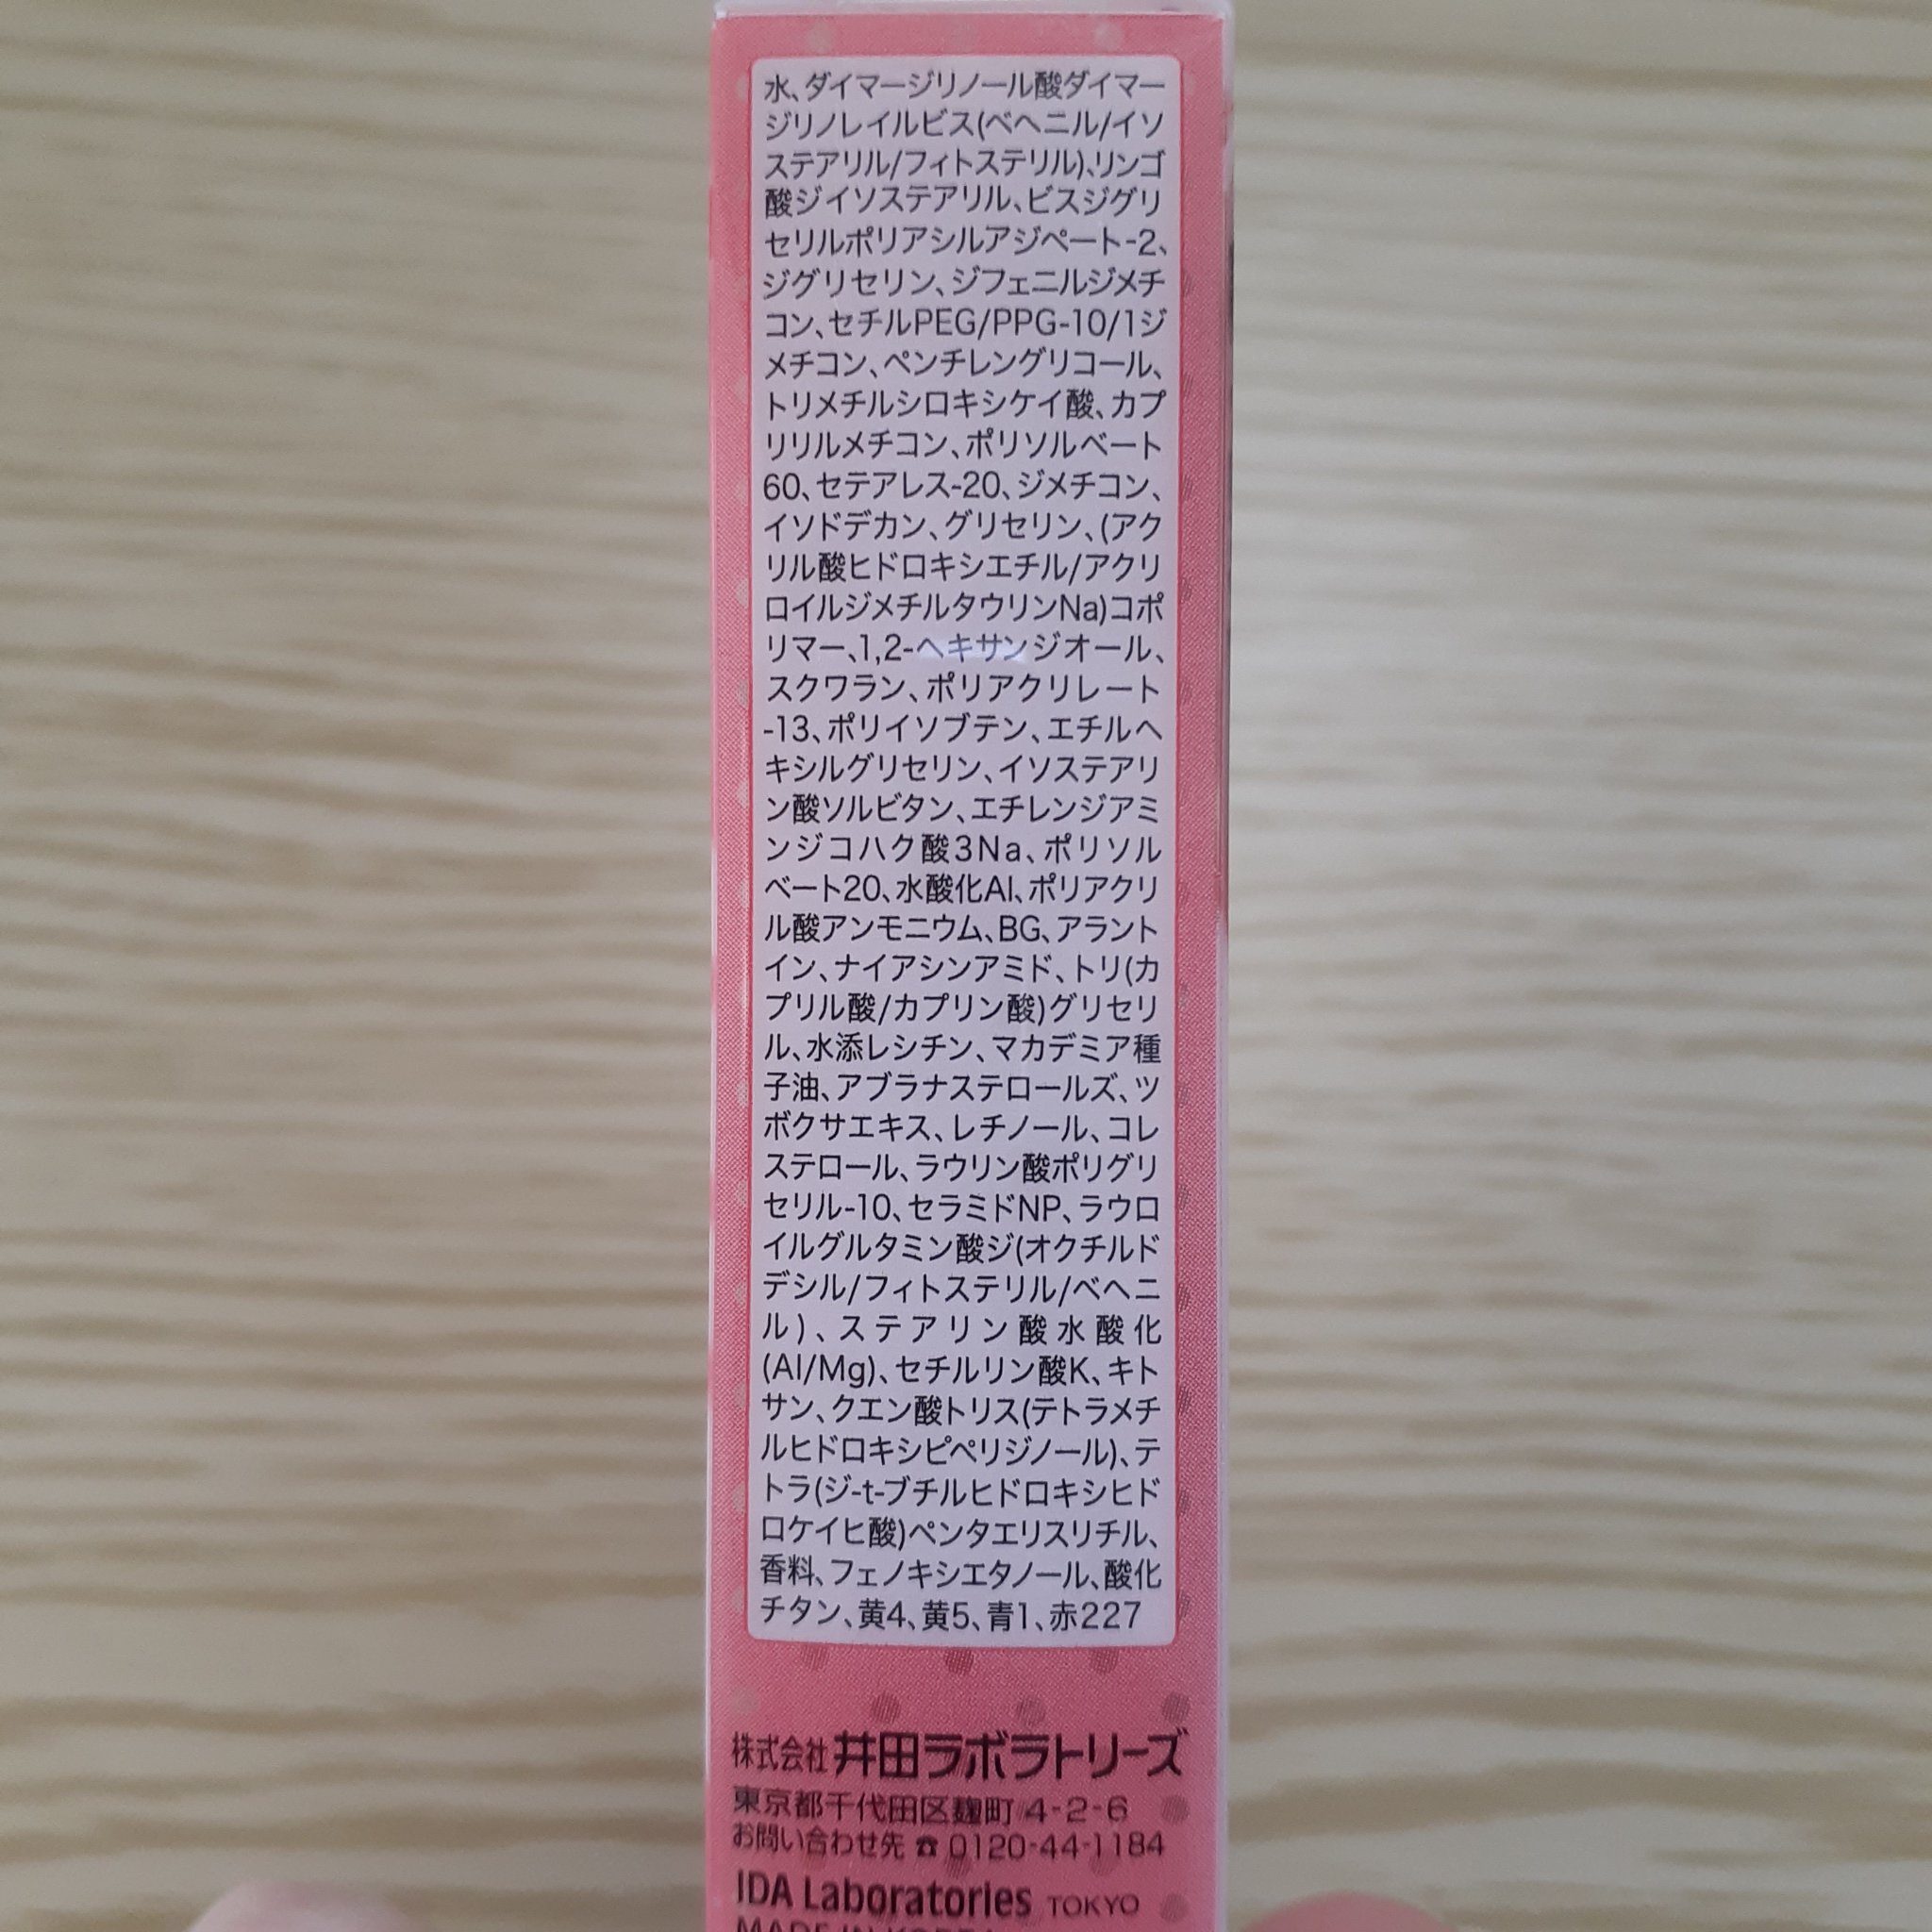 水、ダイマージリノール酸ダイマー
ジリノレイルビス(ベヘニル/イソ
ステアリル/フィトステリル)、リンゴ
酸ジイソステアリル、ビスジグリ
セリルポリアシルアジペート-2、
ジグリセリン、ジフェニルジメチ
コン、セチルPEG/PPG-10/1ジ
メチコン、ペンチレングリコール、
トリメチルシロキシケイ酸、カプ
リリルメチコン、ポリソルベート
60、セテアレス-20、ジメチコン、
イソドデカン、グリセリン、(アク
リル酸ヒドロキシエチル/アクリ
ロイルジメチルタウリンNa)コポ
リマー、1,2-ヘキサンジオール、
スクワラン、ポリアクリレート
-13、ポリイソブテン、エチルヘ
キシルグリセリン、イソステアリ
ン酸ソルビタン、エチレンジアミ
ンジコハク酸3Na、ポリソル
ベート20、水酸化Al、ポリアクリ
ル酸アンモニウム、BG、アラント
イン、ナイアシンアミド、トリ(カ
プリル酸/カプリン酸)グリセリ
ル、水添レシチン、マカデミア種
子油、アブラナステロールズ、ツ
ボクサエキス、レチノール、コレ
ステロール、ラウリン酸ポリグリ
セリル-10、セラミドNP、ラウロ
イルグルタミン酸ジ(オクチルド
デシル/フィトステリル/ベヘニ
ル)、ステアリン酸水酸化
(Al/Mg)、セチルリン酸K、キト
サン、クエン酸トリス(テトラメチ
ルヒドロキシピペリジノール)、テ
トラ(ジ-t-ブチルヒドロキシヒド
ロケイヒ酸)ペンタエリスリチル、
香料、フェノキシエタノール、酸化
チタン、黄4、黄5、青1、赤227
株式会社 井田ラボラトリーズ
東京都千代田区麹町 4-2-6
お問い合わせ先 ☎ 0120-44-1184
IDA Laboratories TOKYO
MADE IN KOREA